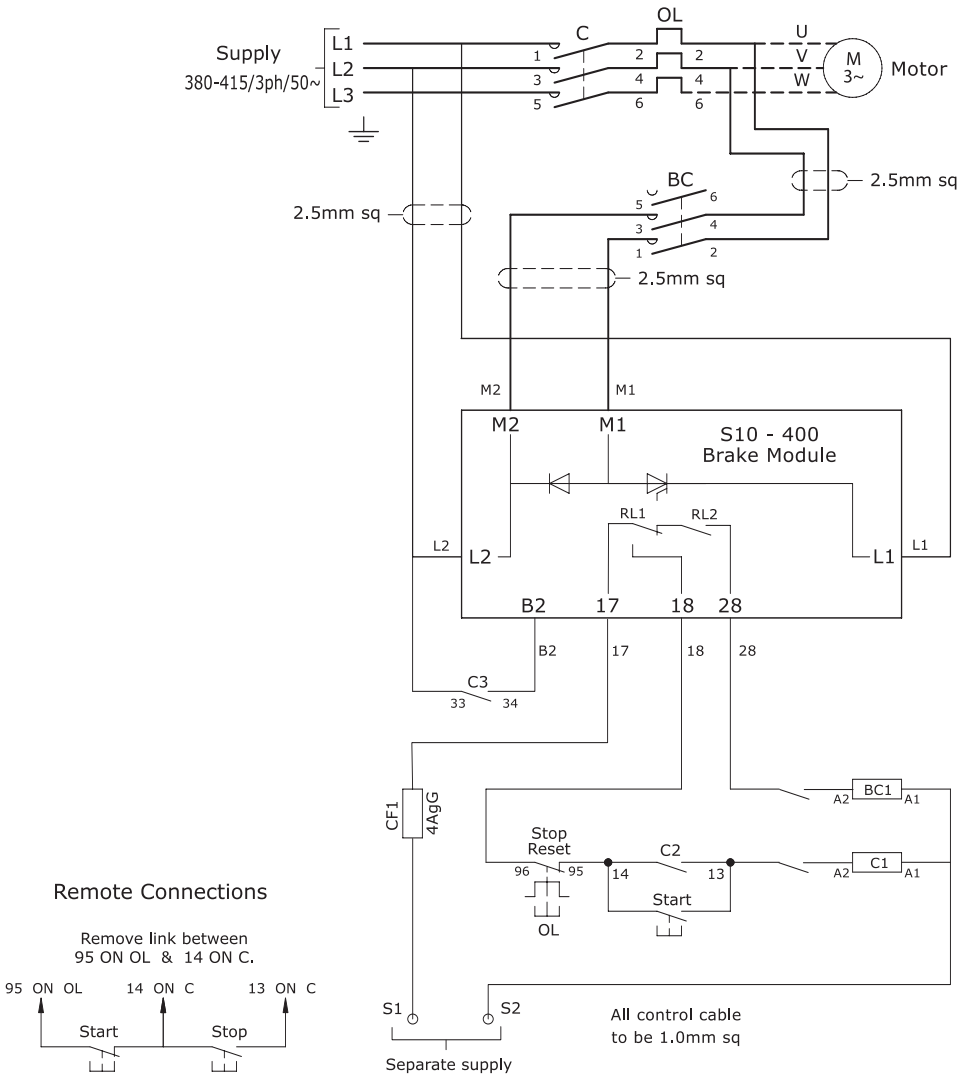 OL
Supply
380-415/3ph/50~
L1
L2
L3
C
1 2 2
3 4 4
5 6 6
U
V
W
M
3~
Motor
2.5mm sq
BC
5 6
3 4
1 2
2.5mm sq
2.5mm sq
M2 M1
M2 M1
S10 - 400
Brake Module
RL1 RL2
L2 L2
L1 L1
B2 17 18 28
B2 17 18 28
C3
33 34
CF1
4AgG
A2 BC1 A1
Stop
Reset
96 95
OL
14 C2 13
Start
A2 C1 A1
Remote Connections
Remove link between
95 ON OL & 14 ON C.
95 ON OL 14 ON C 13 ON C
Start Stop
S1 S2
Separate supply
All control cable
to be 1.0mm sq